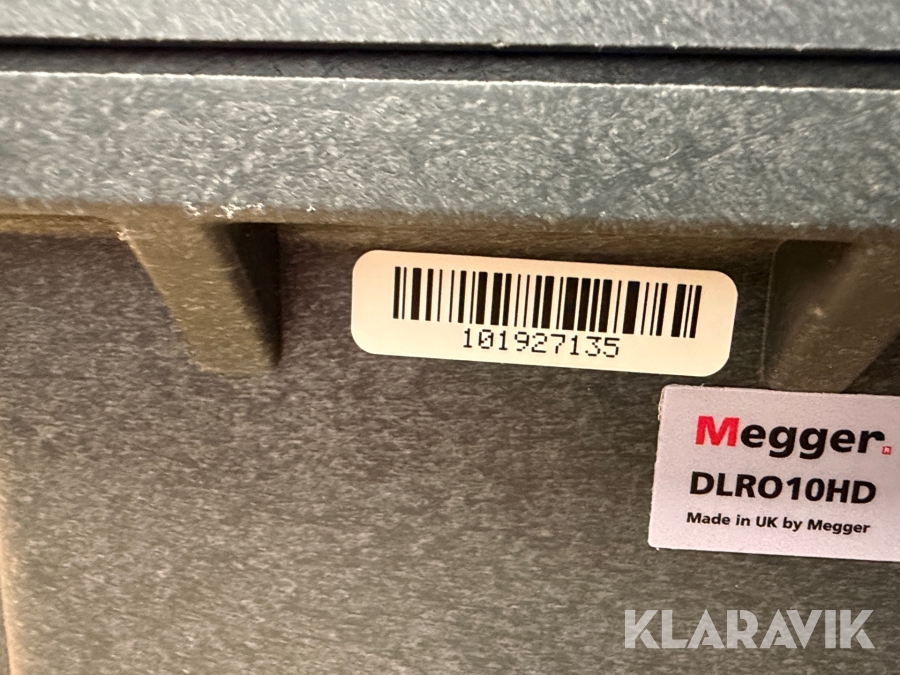 101927135
Megger.
DLRO10HD
Made in UK by Megger
KLARAVIK